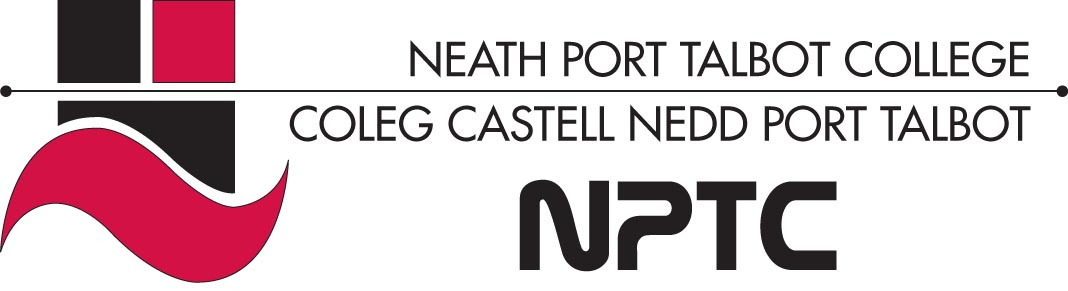 NEATH PORT TALBOT COLLEGE
COLEG CASTELL NEDD PORT TALBOT
NPTC